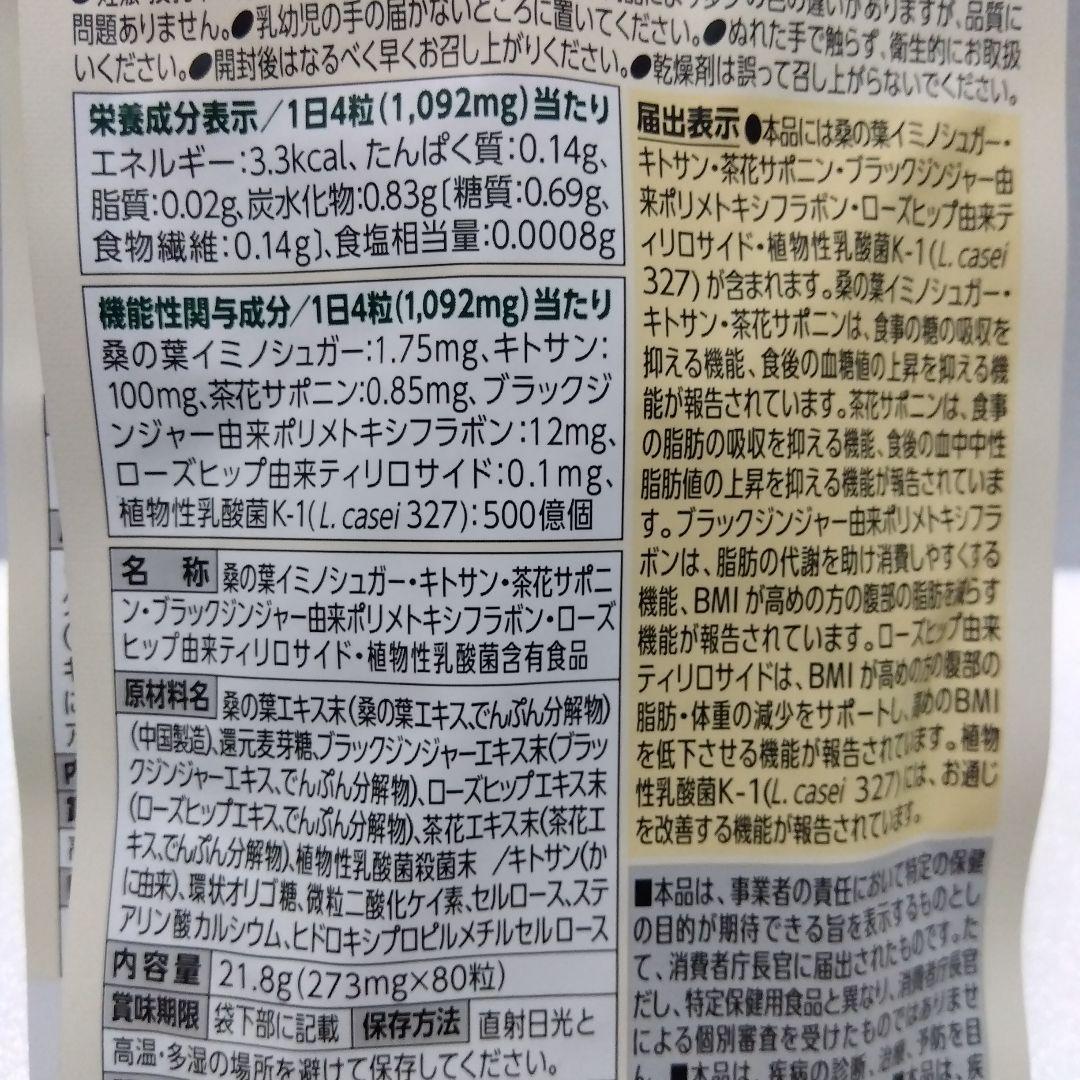 問題ありません。●乳幼児の手の届かないところに置いてください。●ぬれた手で触らず、衛生的にお取扱
いください。●開封後はなるべく早くお召し上がりください。●乾燥剤は誤って召し上がらないでください。
栄養成分表示/1日4粒(1,092mg)当たり
エネルギー:3.3kcal、たんぱく質:0.14g、
脂質:0.02g、炭水化物:0.83g〔糖質:0.69g、
食物繊維:0.14g〕、食塩相当量:0.0008g
機能性関与成分/1日4粒(1,092mg)当たり
桑の葉イミノシュガー:1.75mg、キトサン:
100mg、茶花サポニン:0.85mg、ブラックジ
ンジャー由来ポリメトキシフラボン:12mg、
ローズヒップ由来ティリロサイド:0.1mg、
植物性乳酸菌K-1(L. casei 327):500億個
名 称 桑の葉イミノシュガー・キトサン・茶花サポニ
ン・ブラックジンジャー由来ポリメトキシフラボン・ローズ
ヒップ由来ティリロサイド・植物性乳酸菌含有食品
原材料名 桑の葉エキス末(桑の葉エキス、でんぷん分解物)
(中国製造)、還元麦芽糖、ブラックジンジャーエキス末(ブラッ
クジンジャーエキス、でんぷん分解物)、ローズヒップエキス末
(ローズヒップエキス、でんぷん分解物)、茶花エキス末(茶花エ
キス、でんぷん分解物)、植物性乳酸菌殺菌末 /キトサン(か
に由来)、環状オリゴ糖、微粒二酸化ケイ素、セルロース、ステ
アリン酸カルシウム、ヒドロキシプロピルメチルセルロース
内容量 21.8g(273mg×80粒)
賞味期限 袋下部に記載 保存方法 直射日光と
高温・多湿の場所を避けて保存してください。
届出表示 ●本品には桑の葉イミノシュガー・
キトサン・茶花サポニン・ブラックジンジャー由
来ポリメトキシフラボン・ローズヒップ由来テ
ィリロサイド・植物性乳酸菌K-1(L. casei
327)が含まれます。桑の葉イミノシュガー・
キトサン・茶花サポニンは、食事の糖の吸収を
抑える機能、食後の血糖値の上昇を抑える機
能が報告されています。茶花サポニンは、食事
の脂肪の吸収を抑える機能、食後の血中中性
脂肪値の上昇を抑える機能が報告されていま
す。ブラックジンジャー由来ポリメトキシフラ
ボンは、脂肪の代謝を助け消費しやすくする
機能、BMIが高めの方の腹部の脂肪を減らす
機能が報告されています。ローズヒップ由来
ティリロサイドは、BMIが高めの方の腹部の
脂肪・体重の減少をサポートし、高めのBMI
を低下させる機能が報告されています。植物
性乳酸菌K-1(L. casei 327)には、お通じ
を改善する機能が報告されています。
■本品は、事業者の責任において特定の保健
の目的が期待できる旨を表示するものとし
て、消費者庁長官に届出されたものです。た
だし、特定保健用食品と異なり、消費者庁長官
による個別審査を受けたものではありませ
ん。■本品は、疾病の診断、治療、予防を目